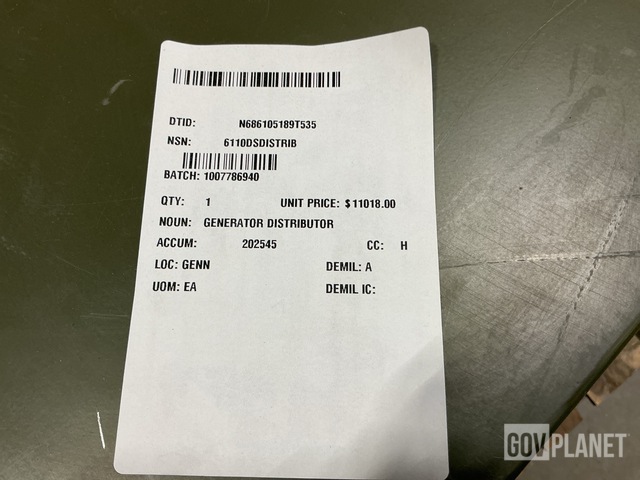 DTID: N686105189T535
NSN: 6110DSDISTRIB
BATCH: 1007786940
QTY: 1 UNIT PRICE: $11018.00
NOUN: GENERATOR DISTRIBUTOR
ACCUM: 202545 CC: H
LOC: GENN DEMIL: A
UOM: EA DEMIL IC:
GOVPLANET